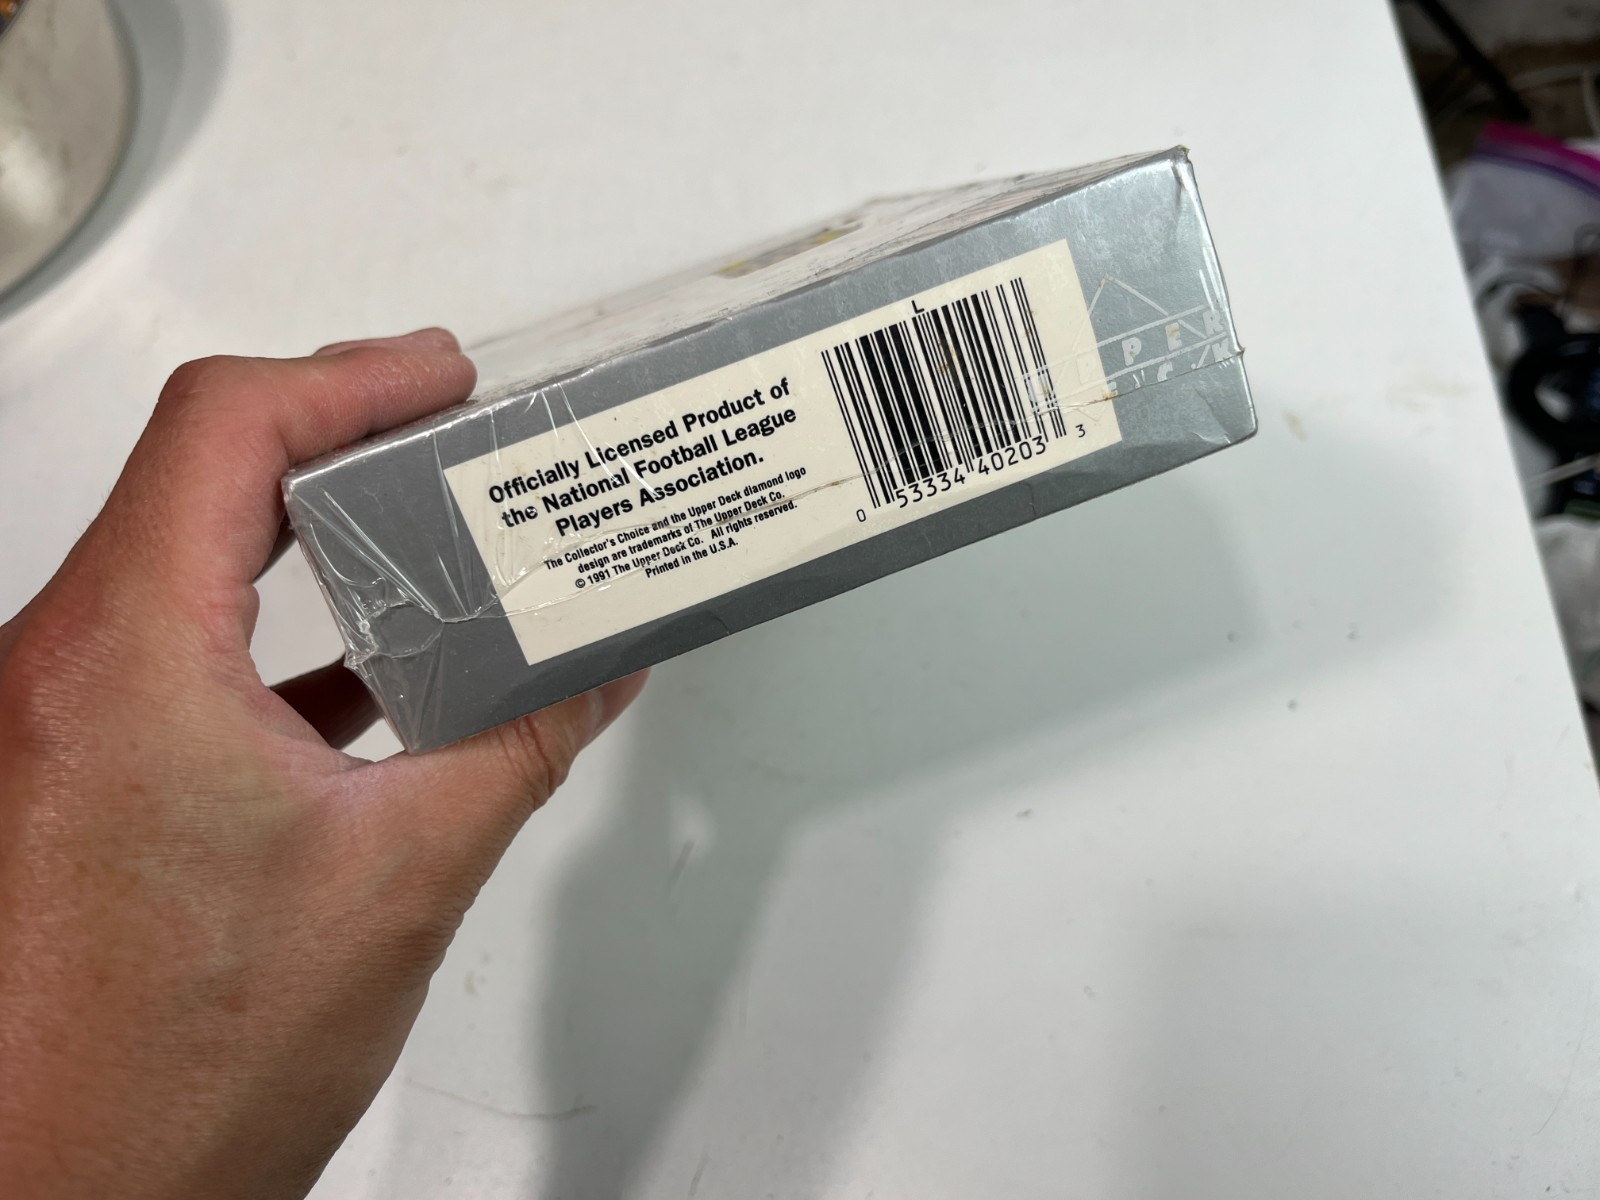 Officially Licensed Product of
the National Football League
Players Association.
The Collector's Choice and the Upper Deck diamond logo
design are trademarks of The Upper Deck Co.
© 1991 The Upper Deck Co. All rights reserved.
Printed in the U.S.A.
L
0 53334 40203 3
UPPER
DECK